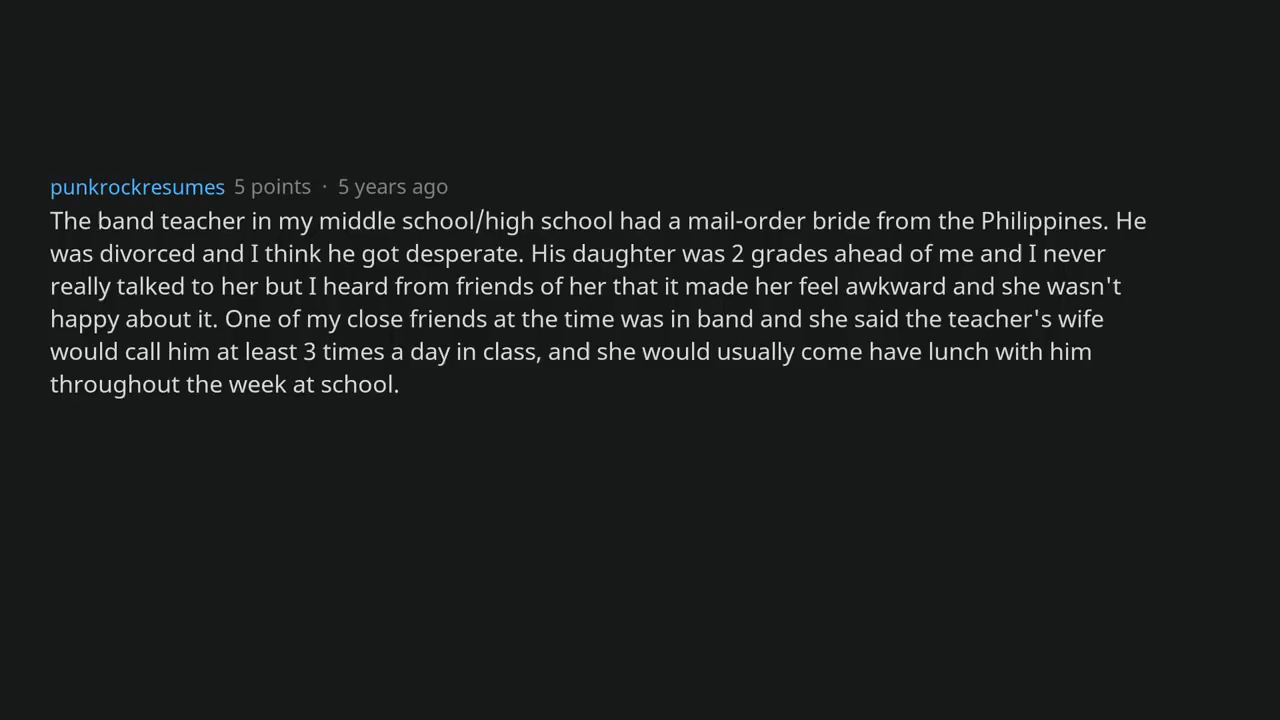 punkrockresumes 5 points · 5 years ago
The band teacher in my middle school/high school had a mail-order bride from the Philippines. He
was divorced and I think he got desperate. His daughter was 2 grades ahead of me and I never
really talked to her but I heard from friends of her that it made her feel awkward and she wasn't
happy about it. One of my close friends at the time was in band and she said the teacher's wife
would call him at least 3 times a day in class, and she would usually come have lunch with him
throughout the week at school.